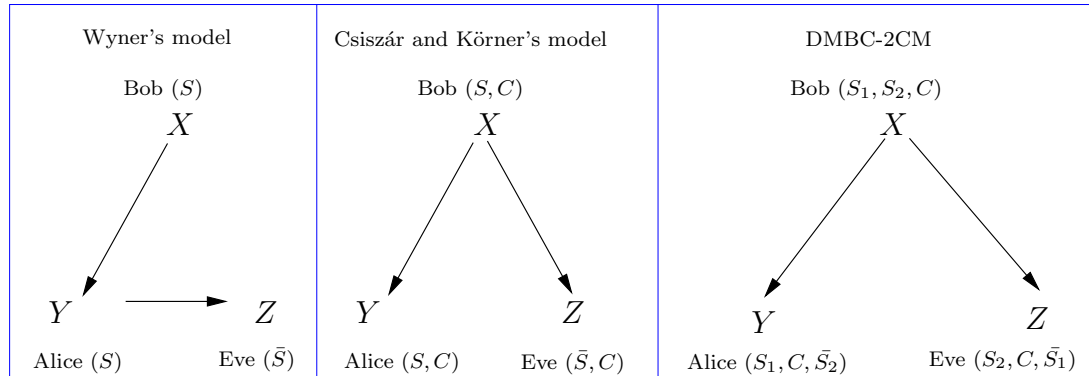 Wyner's model
Bob (S)
X
Y
Z
Alice (S)
Eve (S̄)
Csiszár and Körner's model
Bob (S, C)
X
Y
Z
Alice (S, C)
Eve (S̄, C)
DMBC-2CM
Bob (S₁, S₂, C)
X
Y
Z
Alice (S₁, C, S̄₂)
Eve (S₂, C, S̄₁)